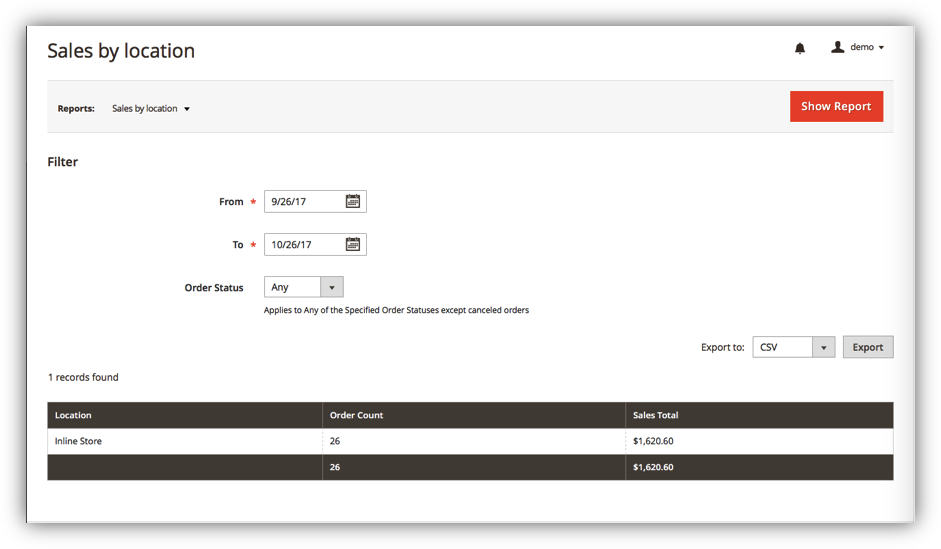 Sales by location
demo
Reports: Sales by location
Show Report
Filter
From * 9/26/17
To * 10/26/17
Order Status Any
Applies to Any of the Specified Order Statuses except canceled orders
Export to: CSV Export
1 records found
Location Order Count Sales Total
Inline Store 26 $1,620.60
26 $1,620.60